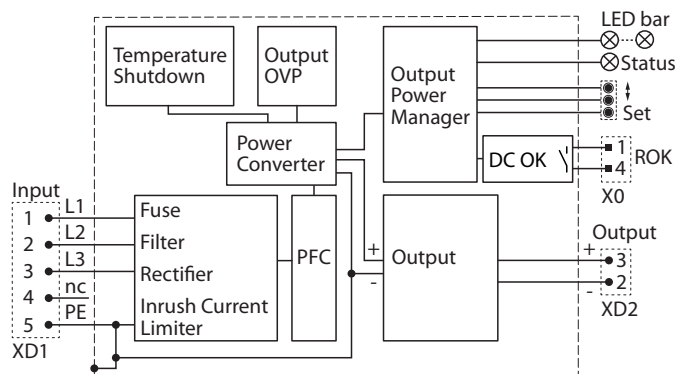 LED bar
Temperature
Shutdown
Output
OVP
Output
Power
Manager
Status
Set
Power
Converter
DC OK
1
4
ROK
X0
Input
1
L1
2
L2
3
L3
4
nc
5
PE
XD1
Fuse
Filter
Rectifier
Inrush Current
Limiter
PFC
+
-
Output
Output
+
3
-
2
XD2